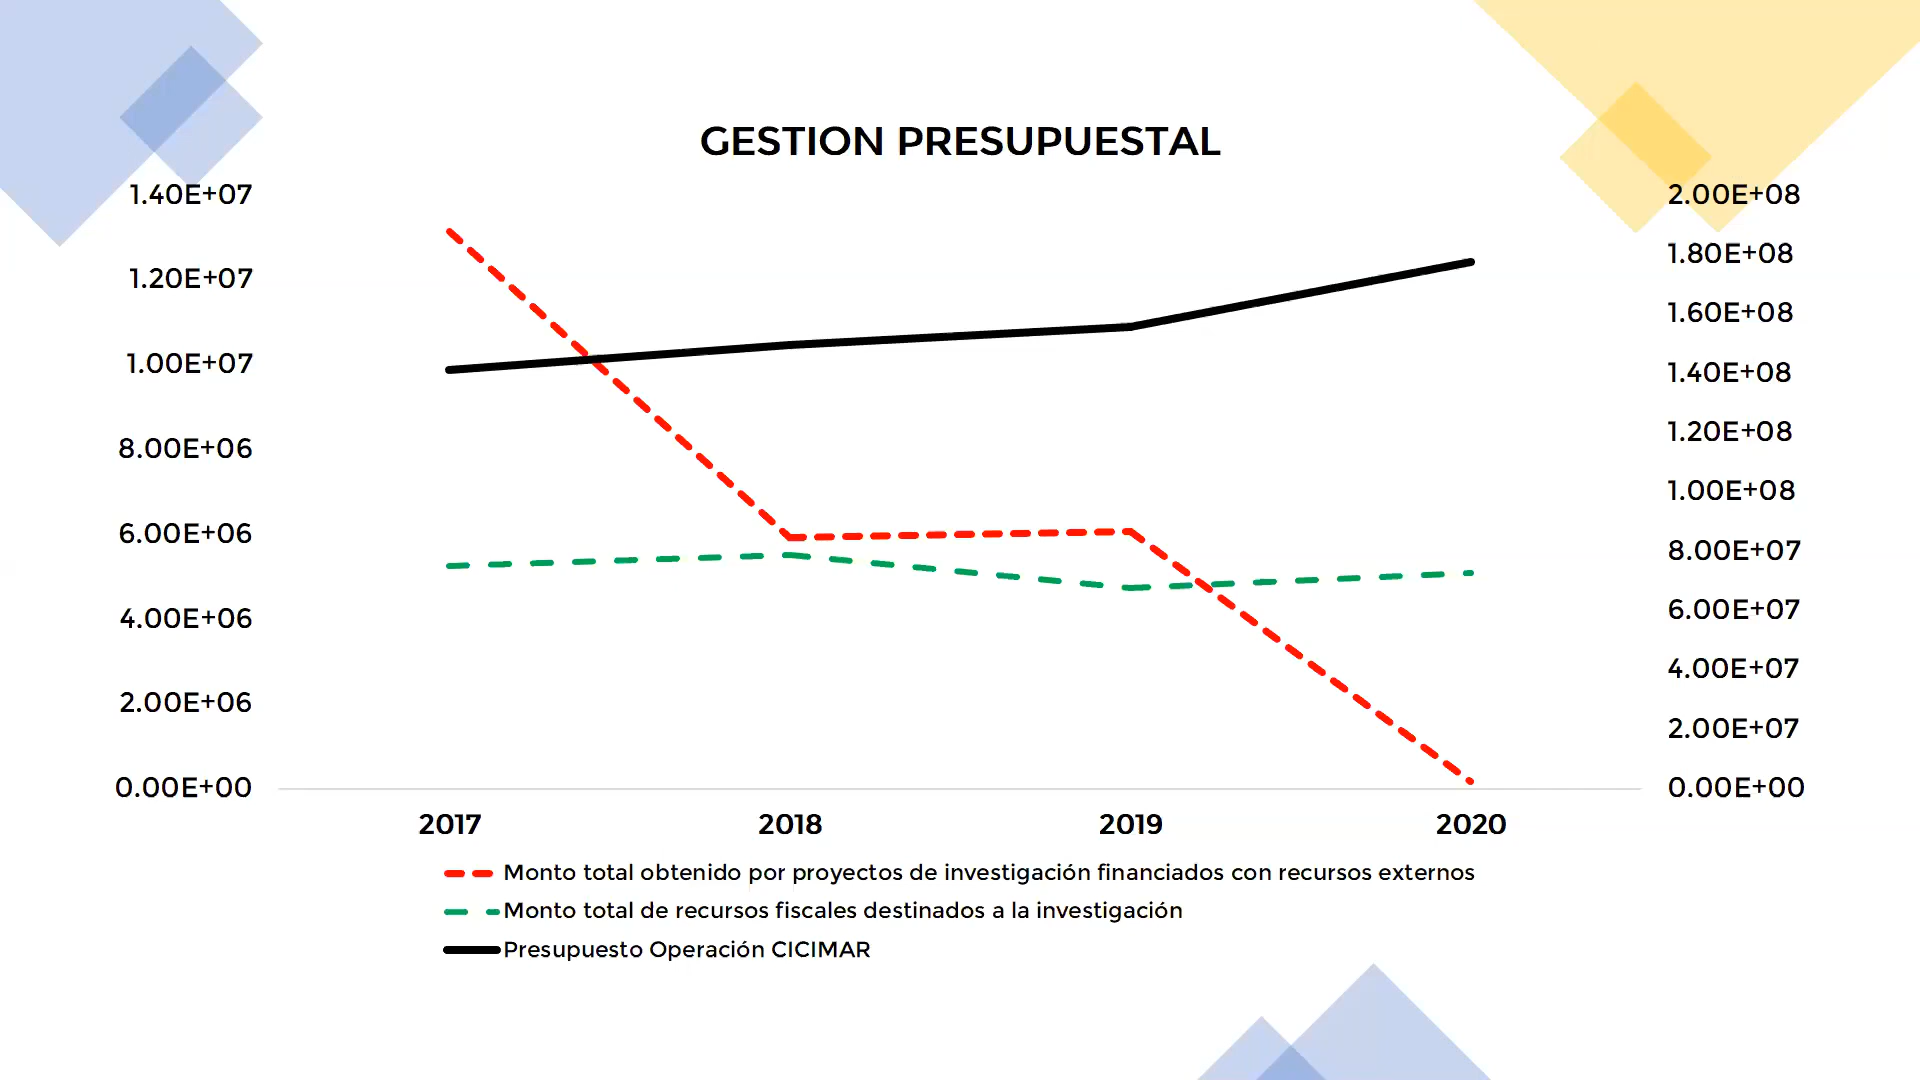 GESTION PRESUPUESTAL
1.40E+07
1.20E+07
1.00E+07
8.00E+06
6.00E+06
4.00E+06
2.00E+06
0.00E+00
2.00E+08
1.80E+08
1.60E+08
1.40E+08
1.20E+08
1.00E+08
8.00E+07
6.00E+07
4.00E+07
2.00E+07
0.00E+00
2017 2018 2019 2020
Monto total obtenido por proyectos de investigación financiados con recursos externos
Monto total de recursos fiscales destinados a la investigación
Presupuesto Operación CICIMAR